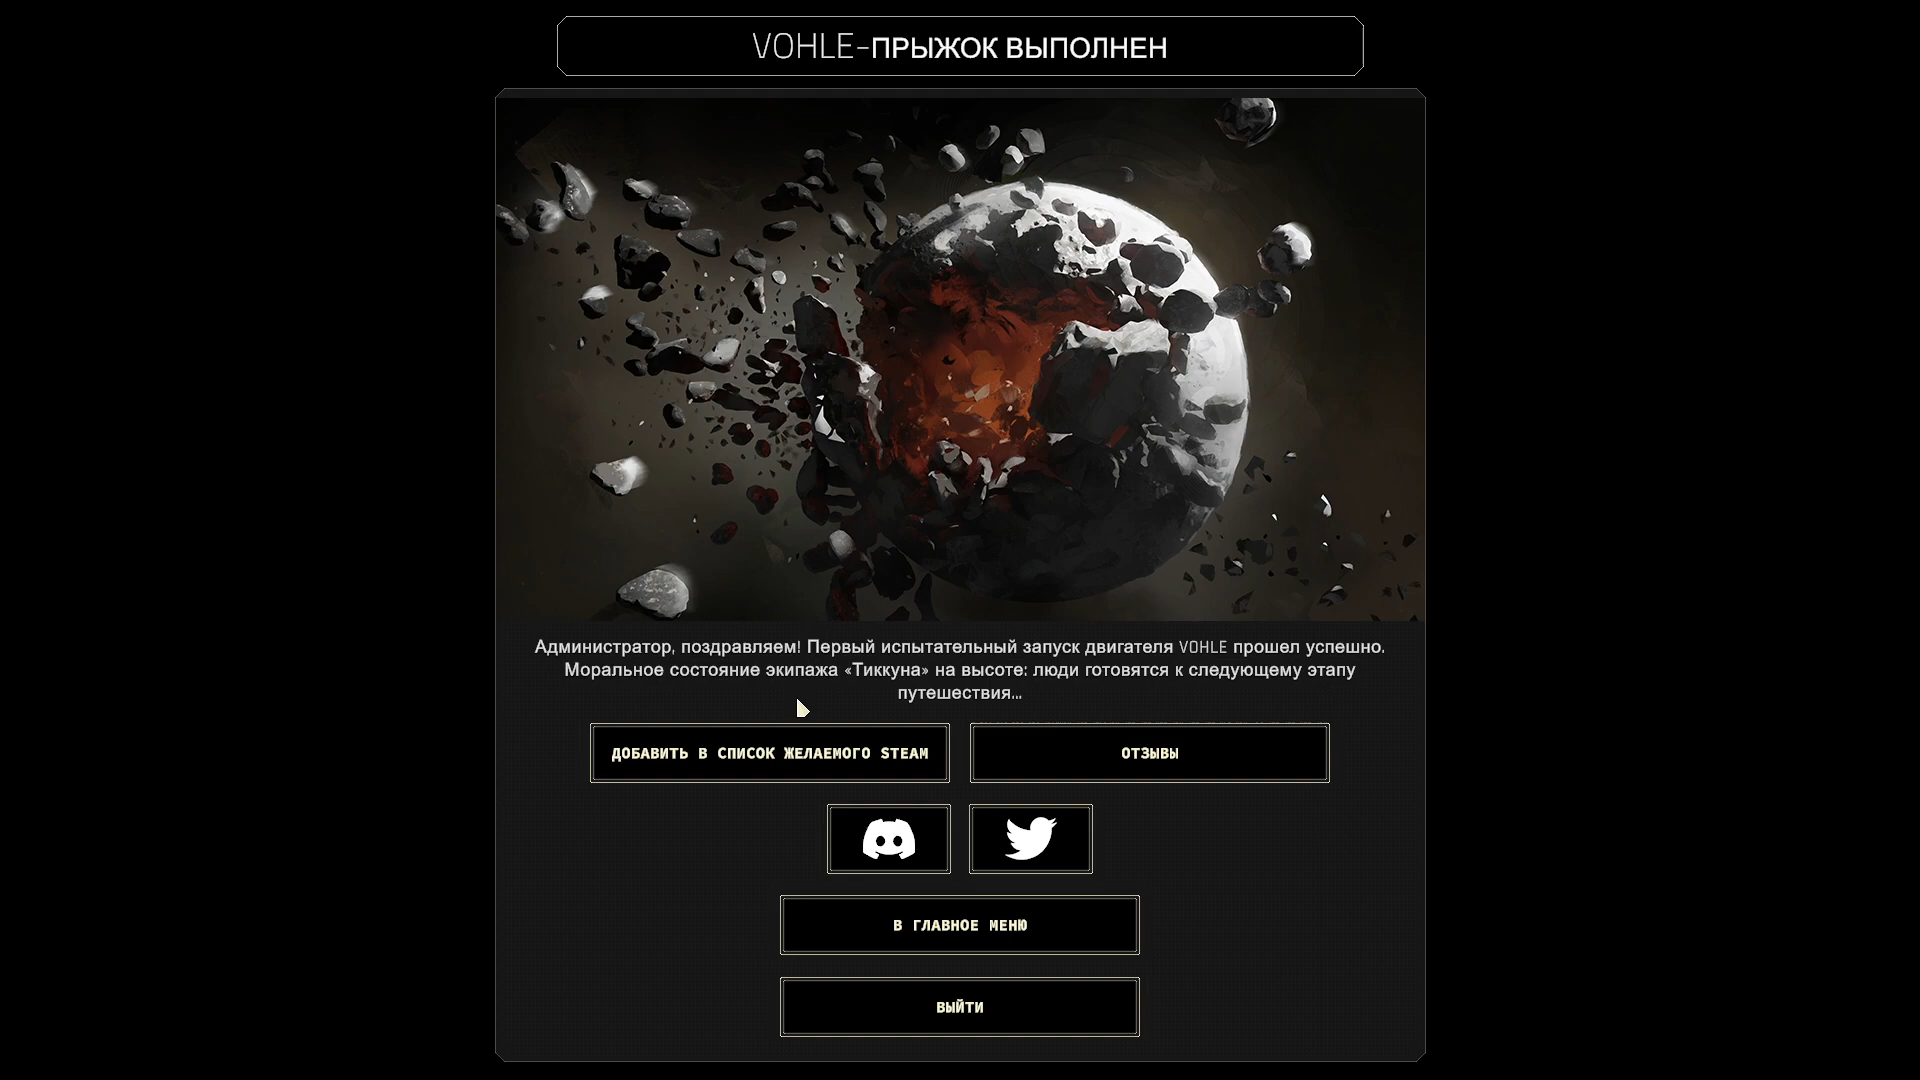 VOHLE-ПРЫЖОК ВЫПОЛНЕН
Администратор, поздравляем! Первый испытательный запуск двигателя VOHLE прошел успешно.
Моральное состояние экипажа «Тиккуна» на высоте: люди готовятся к следующему этапу
путешествия...
ДОБАВИТЬ В СПИСОК ЖЕЛАЕМОГО STEAM
ОТЗЫВЫ
В ГЛАВНОЕ МЕНЮ
ВЫЙТИ